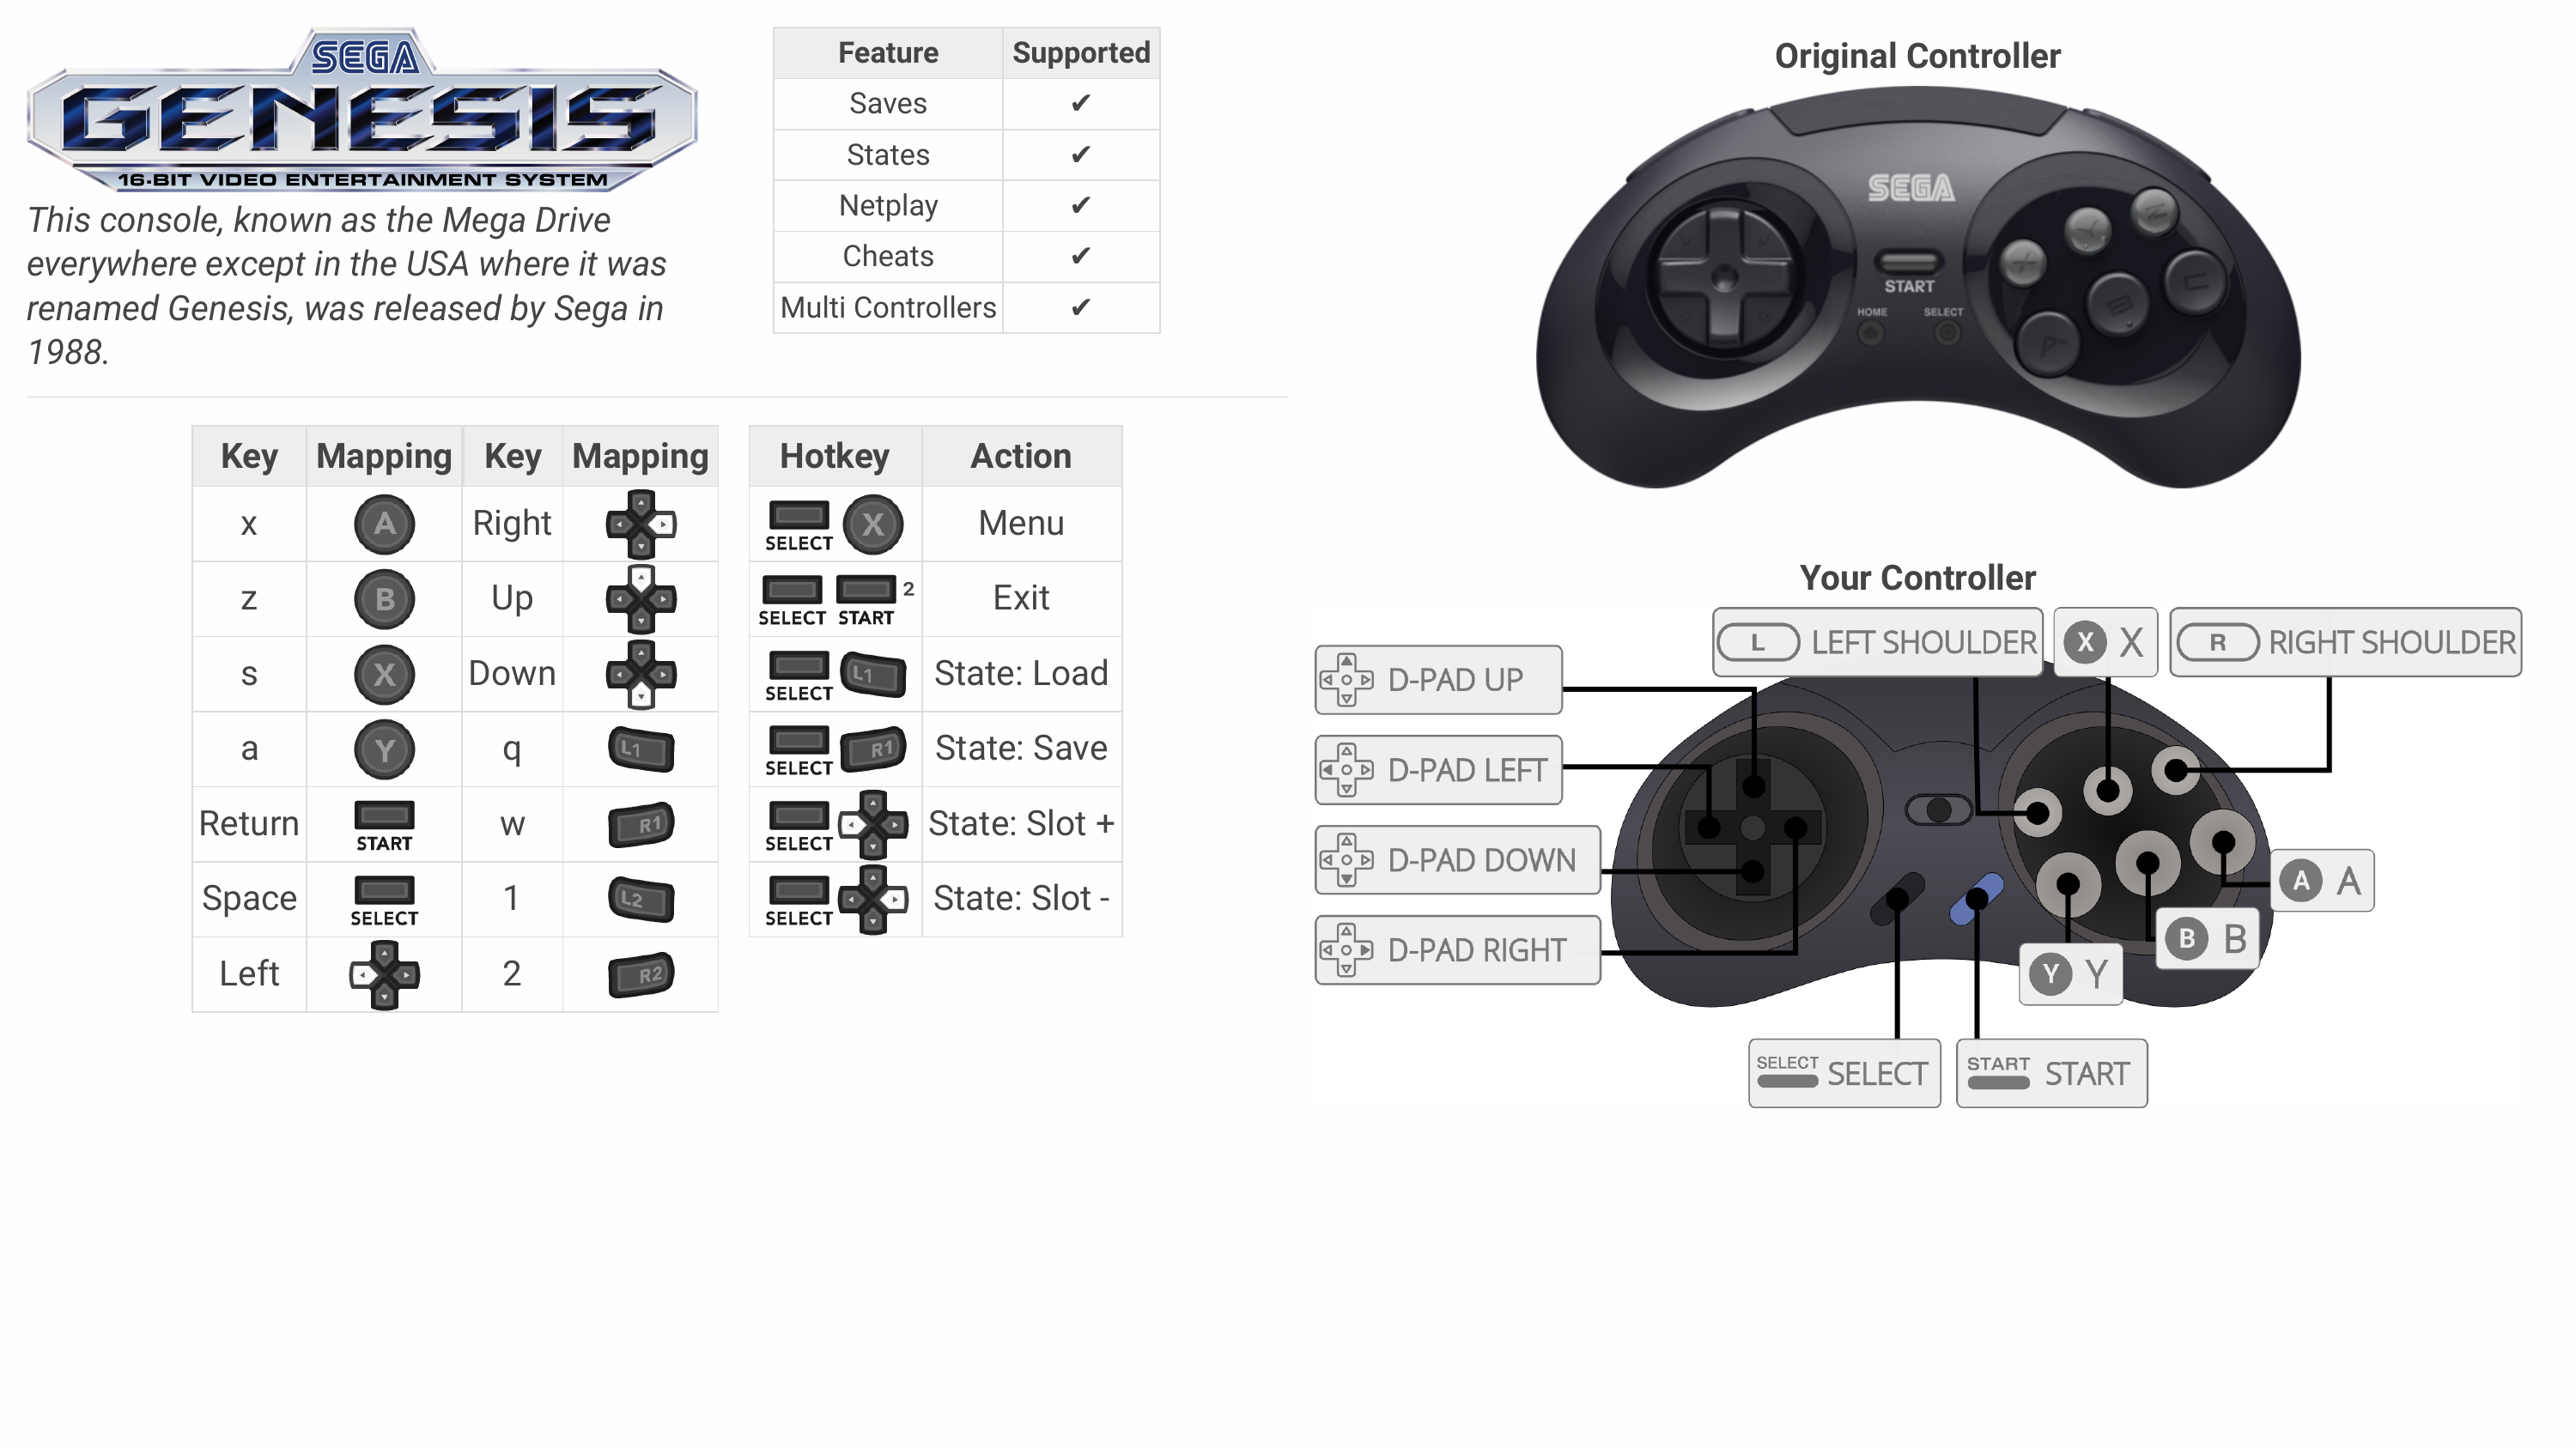 SEGA
GENESIS
16-BIT VIDEO ENTERTAINMENT SYSTEM
This console, known as the Mega Drive
everywhere except in the USA where it was
renamed Genesis, was released by Sega in
1988.
Feature Supported
Saves ✔
States ✔
Netplay ✔
Cheats ✔
Multi Controllers ✔
Key Mapping Key Mapping
x A Right
z B Up
s X Down
a Y q L1
Return START w R1
Space SELECT 1 L2
Left 2 R2
Hotkey Action
SELECT X Menu
SELECT START 2 Exit
SELECT L1 State: Load
SELECT R1 State: Save
SELECT State: Slot +
SELECT State: Slot -
Original Controller
SEGA
START
HOME SELECT
X Y Z
A B C
Your Controller
L LEFT SHOULDER
X X
R RIGHT SHOULDER
D-PAD UP
D-PAD LEFT
D-PAD DOWN
D-PAD RIGHT
A A
B B
Y Y
SELECT SELECT
START START